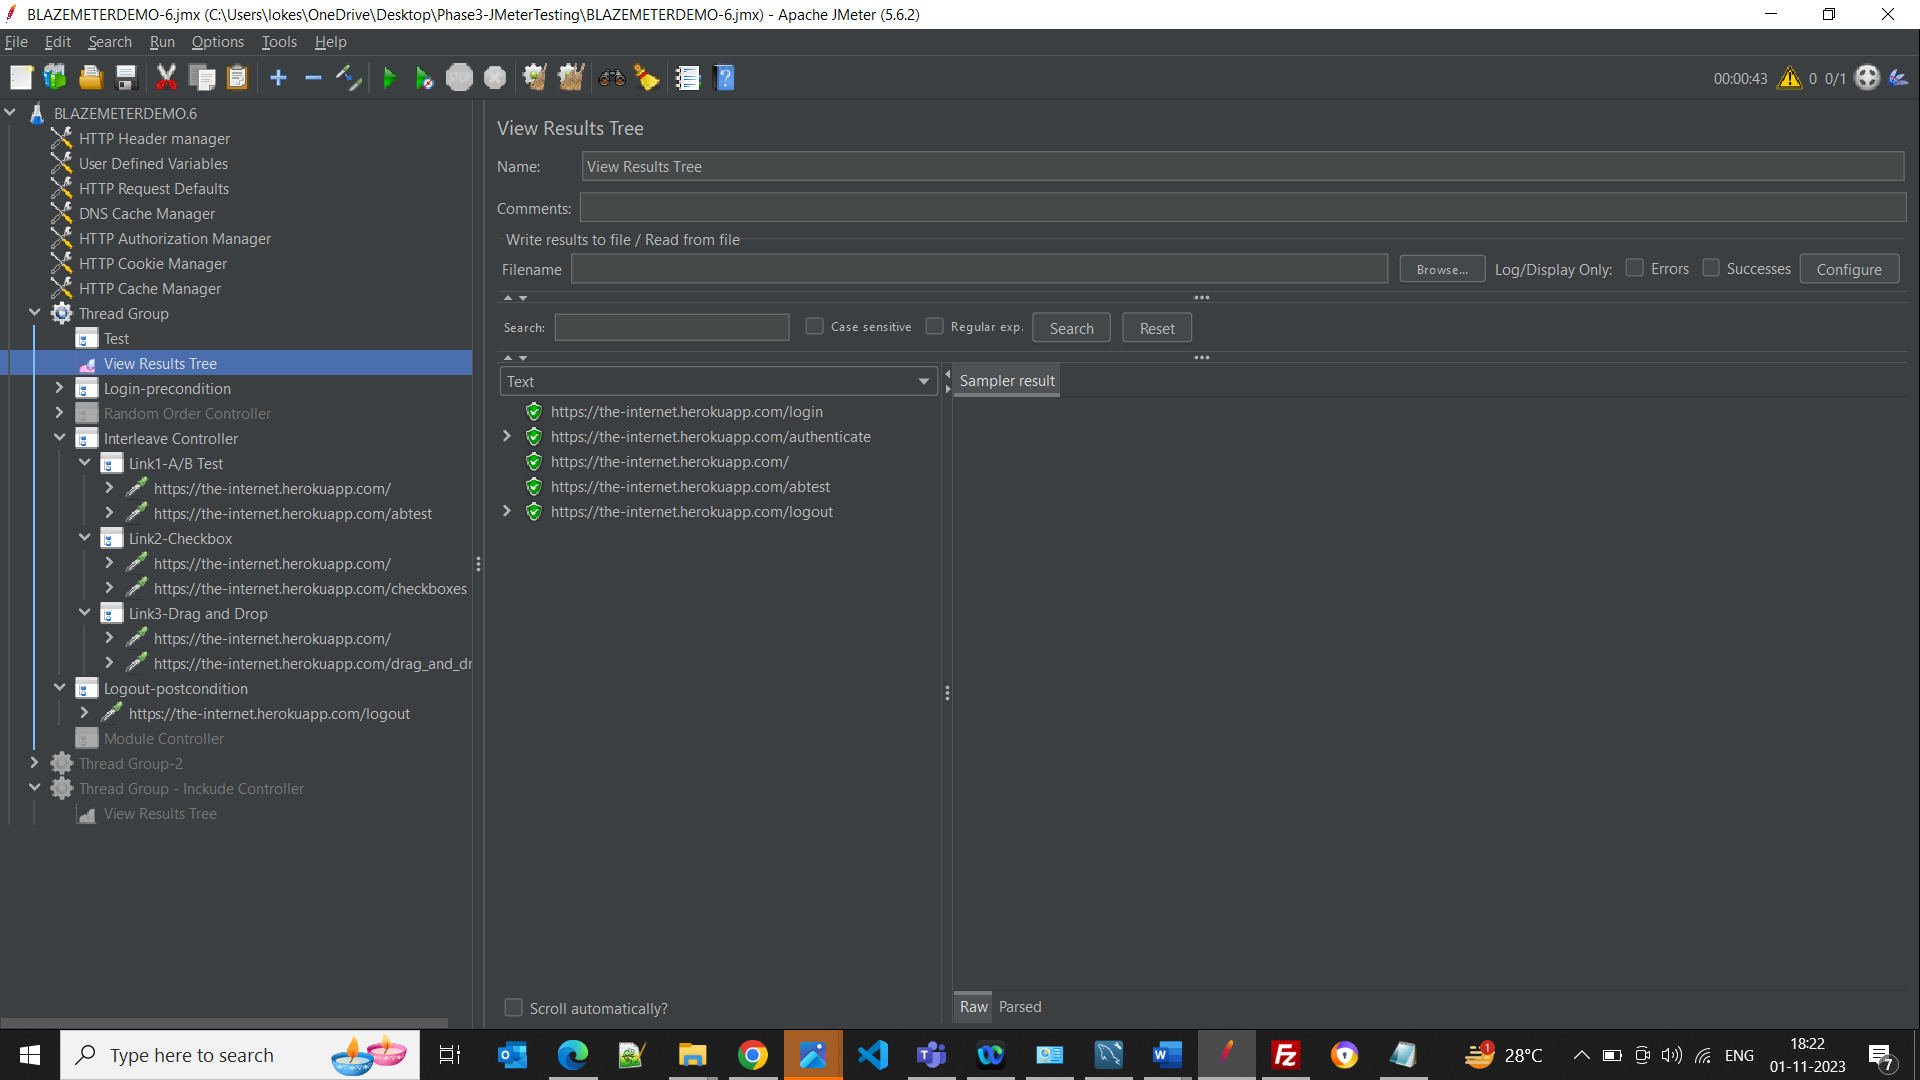 BLAZEMETERDEMO-6.jmx (C:\Users\lokes\OneDrive\Desktop\Phase3-JMeterTesting\BLAZEMETERDEMO-6.jmx) - Apache JMeter (5.6.2)
File Edit Search Run Options Tools Help
STOP
00:00:43 0 0/1
BLAZEMETERDEMO.6
HTTP Header manager
User Defined Variables
HTTP Request Defaults
DNS Cache Manager
HTTP Authorization Manager
HTTP Cookie Manager
HTTP Cache Manager
Thread Group
Test
View Results Tree
Login-precondition
Random Order Controller
Interleave Controller
Link1-A/B Test
https://the-internet.herokuapp.com/
https://the-internet.herokuapp.com/abtest
Link2-Checkbox
https://the-internet.herokuapp.com/
https://the-internet.herokuapp.com/checkboxes
Link3-Drag and Drop
https://the-internet.herokuapp.com/
https://the-internet.herokuapp.com/drag_and_dr
Logout-postcondition
https://the-internet.herokuapp.com/logout
Module Controller
Thread Group-2
Thread Group - Inckude Controller
View Results Tree
View Results Tree
Name: View Results Tree
Comments:
Write results to file / Read from file
Filename Browse... Log/Display Only: Errors Successes Configure
Search: Case sensitive Regular exp. Search Reset
Text
Sampler result
https://the-internet.herokuapp.com/login
https://the-internet.herokuapp.com/authenticate
https://the-internet.herokuapp.com/
https://the-internet.herokuapp.com/abtest
https://the-internet.herokuapp.com/logout
Scroll automatically?
Raw Parsed
Type here to search
1 28°C ENG
18:22
01-11-2023
7